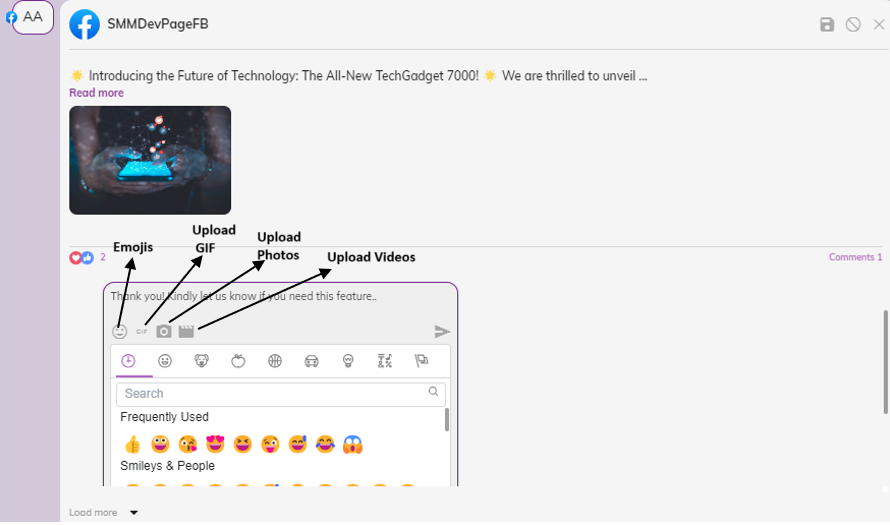 AA
SMMDevPageFB
🌟 Introducing the Future of Technology: The All-New TechGadget 7000! 🌟 We are thrilled to unveil ...
Read more
Emojis
Upload
GIF
Upload
Photos
Upload Videos
2
Comments 1
Thank you! Kindly let us know if you need this feature..
GIF
Search
Frequently Used
Smileys & People
Load more